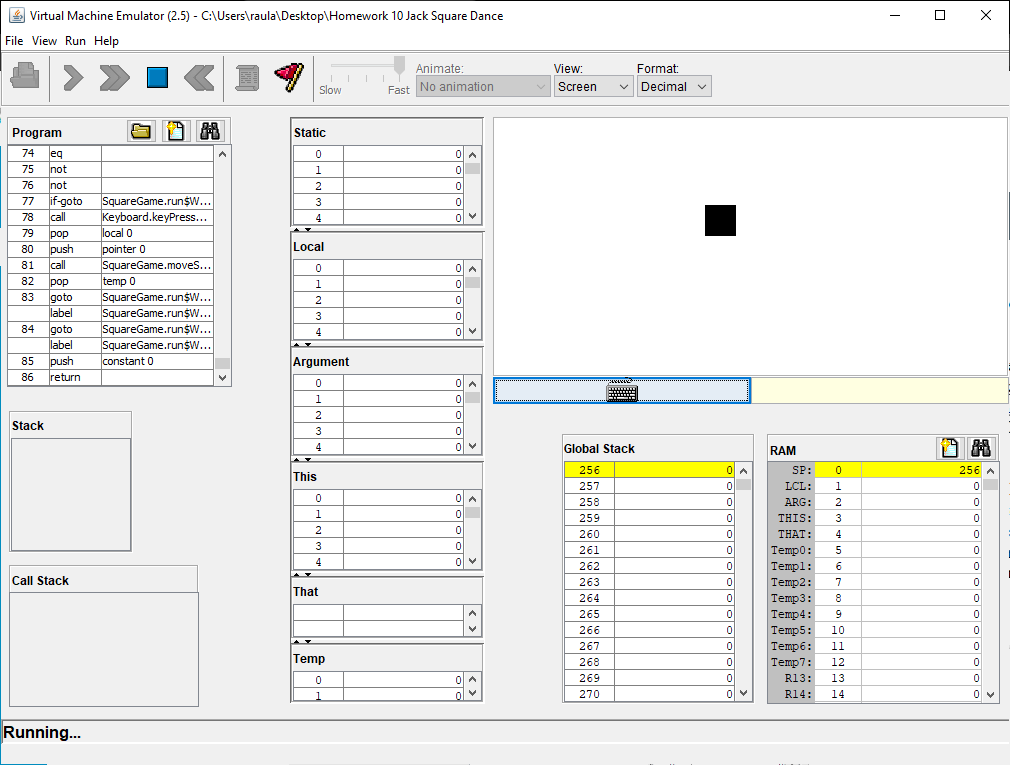 Virtual Machine Emulator (2.5) - C:\Users\raula\Desktop\Homework 10 Jack Square Dance
File View Run Help
Slow Fast
Animate:
No animation
View:
Screen
Format:
Decimal
Program
74 eq
75 not
76 not
77 if-goto SquareGame.run$W...
78 call Keyboard.keyPress...
79 pop local 0
80 push pointer 0
81 call SquareGame.moveS...
82 pop temp 0
83 goto SquareGame.run$W...
label SquareGame.run$W...
84 goto SquareGame.run$W...
label SquareGame.run$W...
85 push constant 0
86 return
Stack
Call Stack
Static
0 0
1 0
2 0
3 0
4 0
Local
0 0
1 0
2 0
3 0
4 0
Argument
0 0
1 0
2 0
3 0
4 0
This
0 0
1 0
2 0
3 0
4 0
That
Temp
0 0
1 0
Global Stack
256 0
257 0
258 0
259 0
260 0
261 0
262 0
263 0
264 0
265 0
266 0
267 0
268 0
269 0
270 0
RAM
SP: 0 256
LCL: 1 0
ARG: 2 0
THIS: 3 0
THAT: 4 0
Temp0: 5 0
Temp1: 6 0
Temp2: 7 0
Temp3: 8 0
Temp4: 9 0
Temp5: 10 0
Temp6: 11 0
Temp7: 12 0
R13: 13 0
R14: 14 0
Running...